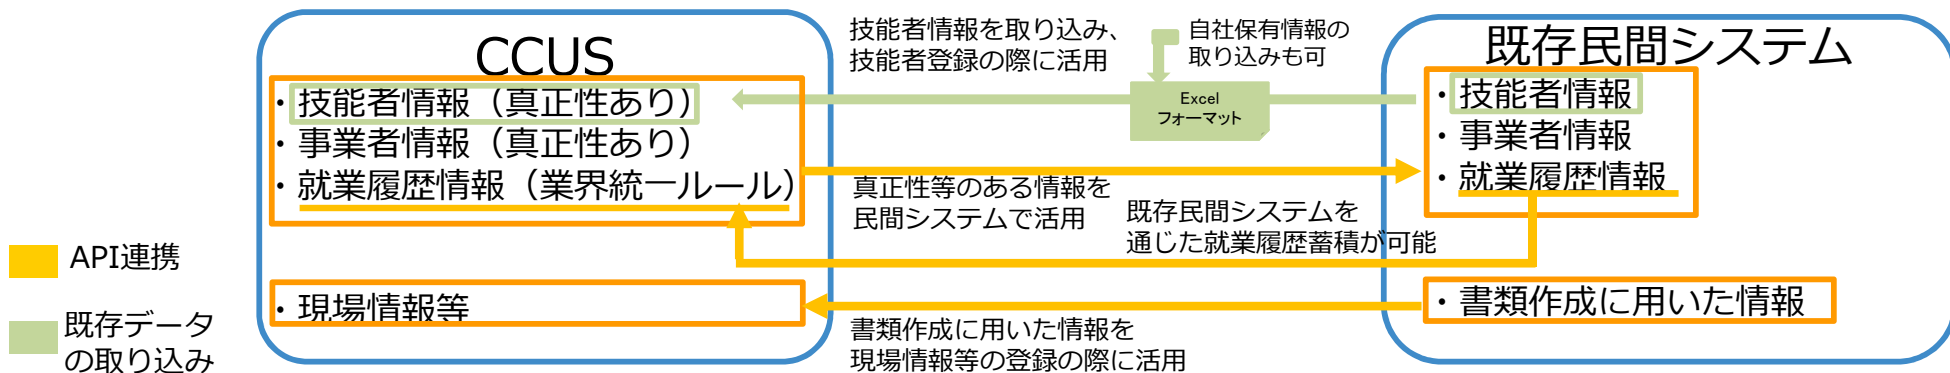 CCUS
・技能者情報（真正性あり）
・事業者情報（真正性あり）
・就業履歴情報（業界統一ルール）
・現場情報等
技能者情報を取り込み、
技能者登録の際に活用
自社保有情報の
取り込みも可
Excel
フォーマット
真正性等のある情報を
民間システムで活用
既存民間システムを
通じた就業履歴蓄積が可能
書類作成に用いた情報を
現場情報等の登録の際に活用
既存民間システム
・技能者情報
・事業者情報
・就業履歴情報
・書類作成に用いた情報
API連携
既存データ
の取り込み